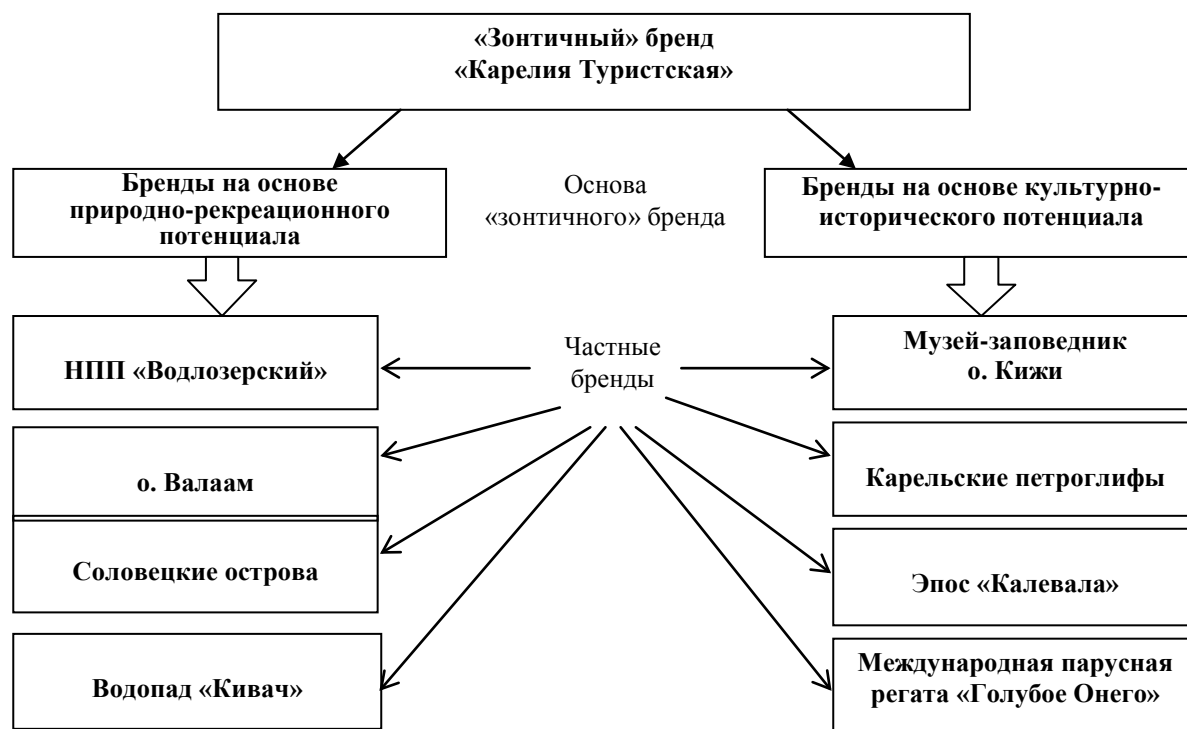 «Зонтичный» бренд
«Карелия Туристская»
Бренды на основе
природно-рекреационного
потенциала
Основа
«зонтичного» бренда
Бренды на основе культурно-
исторического потенциала
НПП «Водлозерский»
Частные
бренды
Музей-заповедник
о. Кижи
о. Валаам
Карельские петроглифы
Соловецкие острова
Эпос «Калевала»
Водопад «Кивач»
Международная парусная
регата «Голубое Онего»